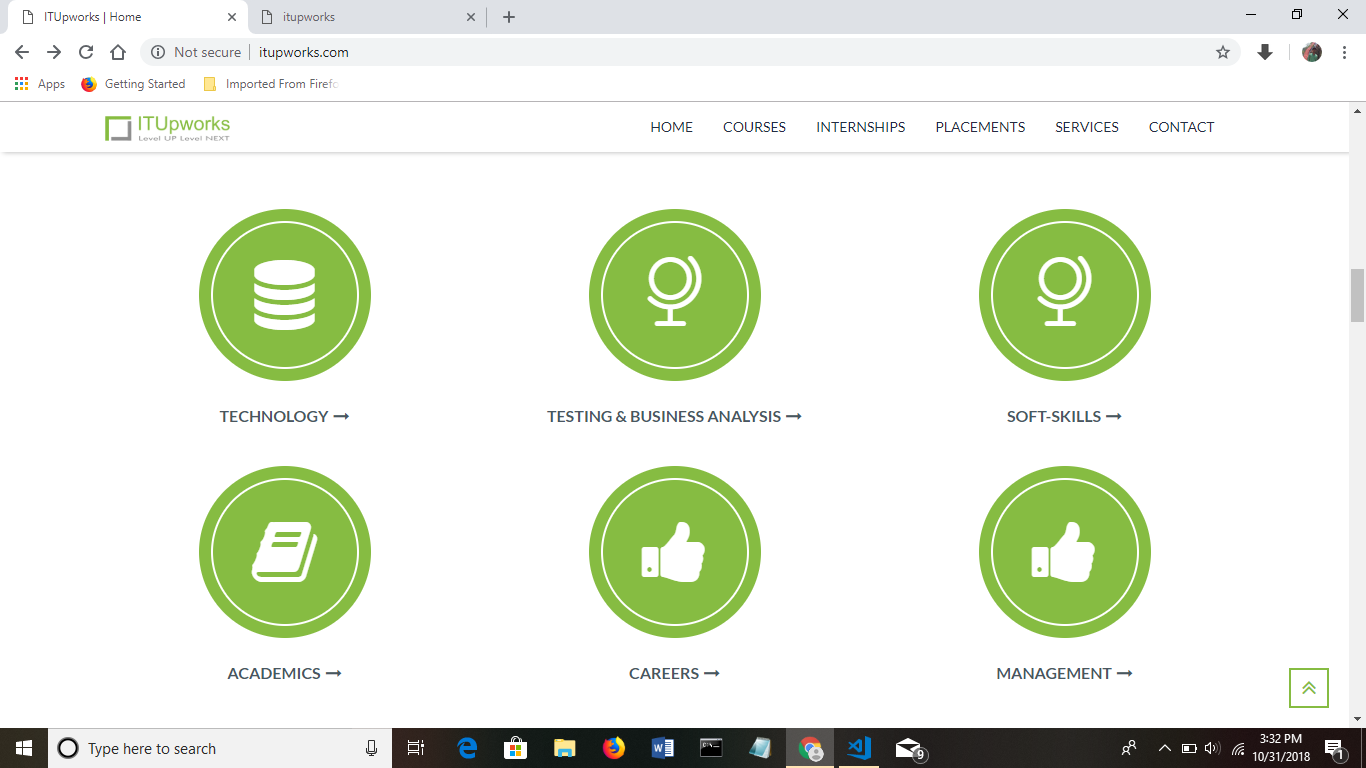 ITUpworks | Home
itupworks
Not secure
itupworks.com
Apps
Getting Started
Imported From Firefo
ITUpworks
Level UP Level NEXT
HOME
COURSES
INTERNSHIPS
PLACEMENTS
SERVICES
CONTACT
TECHNOLOGY
TESTING & BUSINESS ANALYSIS
SOFT-SKILLS
ACADEMICS
CAREERS
MANAGEMENT
Type here to search
9
3:32 PM
10/31/2018
1